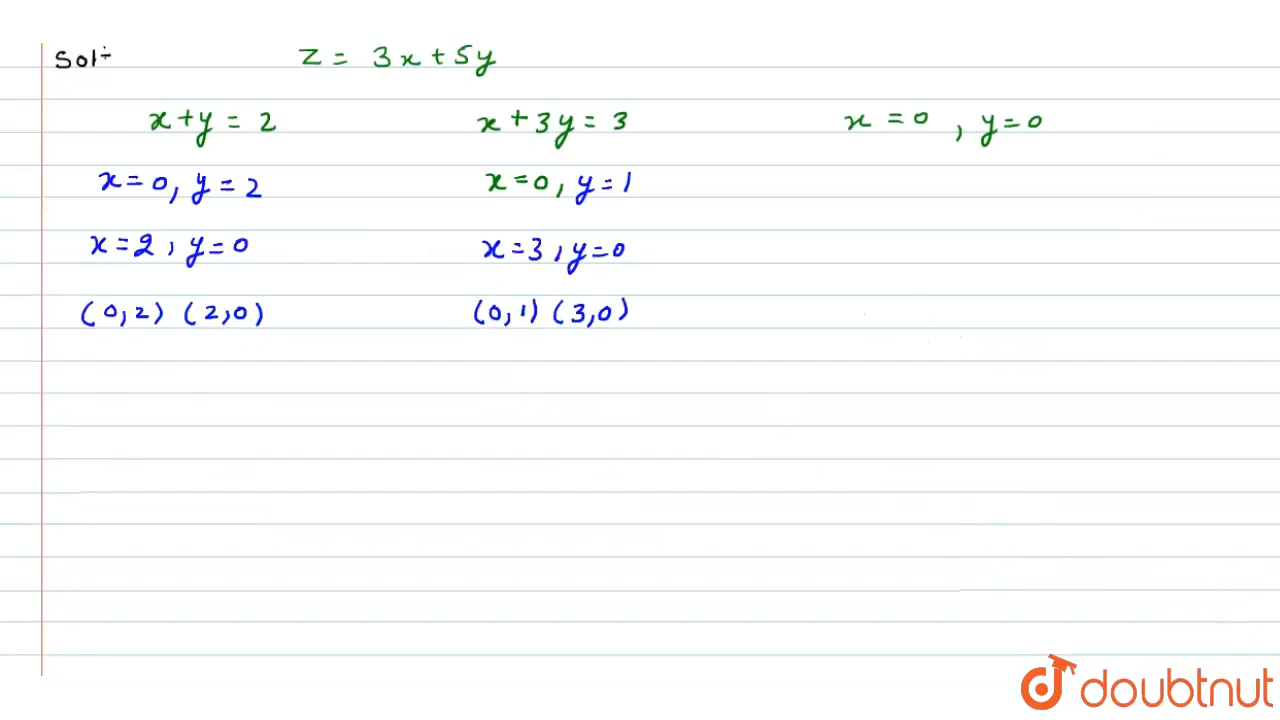 Sol:
Z = 3x + 5y
x + y = 2 x + 3y = 3 x = 0 , y = 0
x = 0, y = 2 x = 0, y = 1
x = 2, y = 0 x = 3, y = 0
(0, 2) (2, 0) (0, 1) (3, 0)
doubtnut